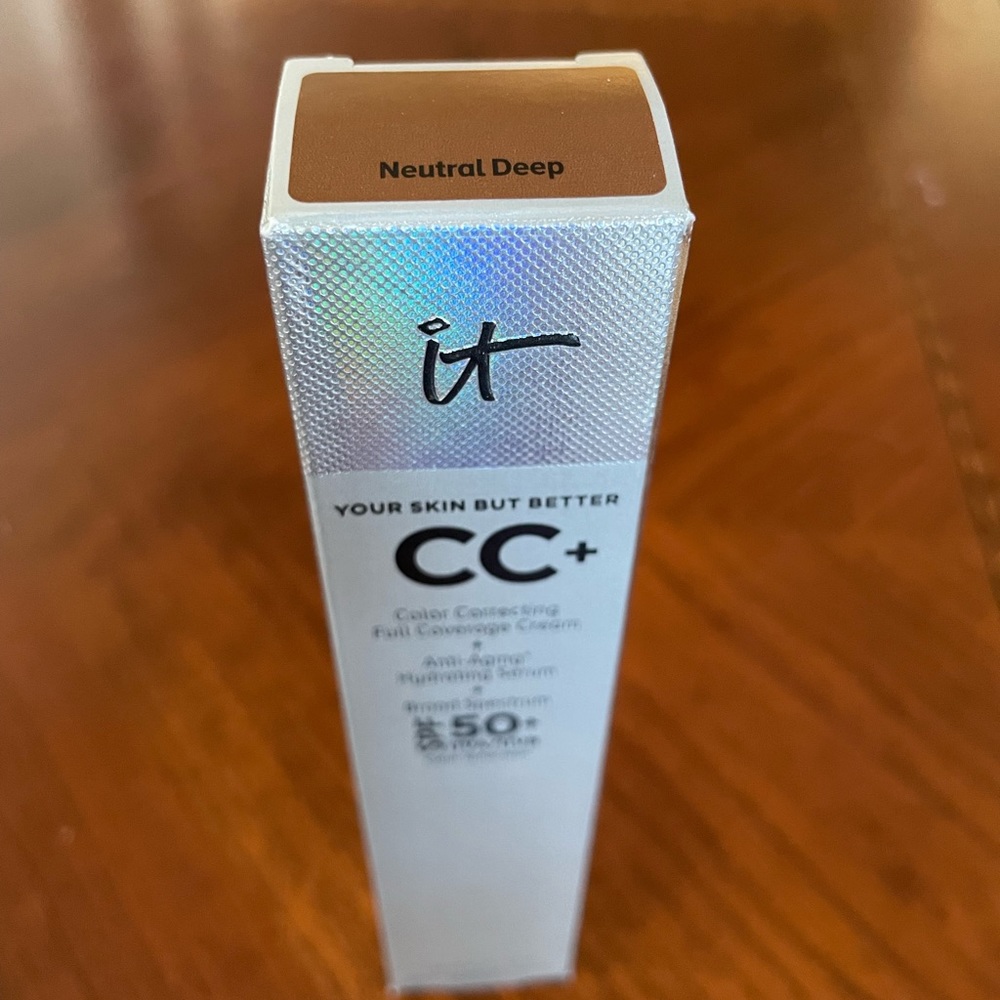 Neutral Deep
it
YOUR SKIN BUT BETTER
CC+
Color Correcting
Full Coverage Cream
+
Anti-Aging
Hydrating Serum
+
Broad Spectrum
SPF 50+